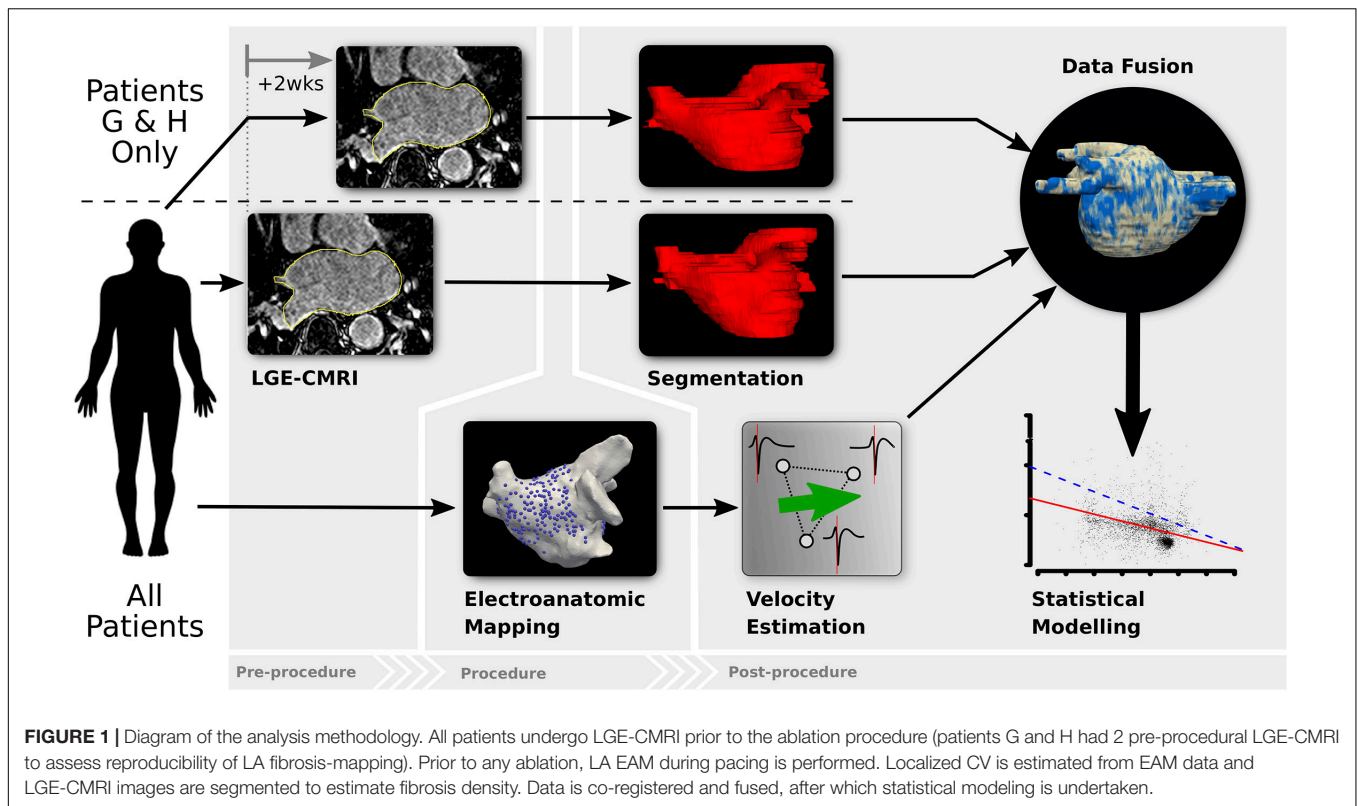 Patients
G & H
Only
+2wks
Data Fusion
LGE-CMRI
Segmentation
All
Patients
Electroanatomic
Mapping
Velocity
Estimation
Statistical
Modelling
Pre-procedure
Procedure
Post-procedure
FIGURE 1 | Diagram of the analysis methodology. All patients undergo LGE-CMRI prior to the ablation procedure (patients G and H had 2 pre-procedural LGE-CMRI
to assess reproducibility of LA fibrosis-mapping). Prior to any ablation, LA EAM during pacing is performed. Localized CV is estimated from EAM data and
LGE-CMRI images are segmented to estimate fibrosis density. Data is co-registered and fused, after which statistical modeling is undertaken.